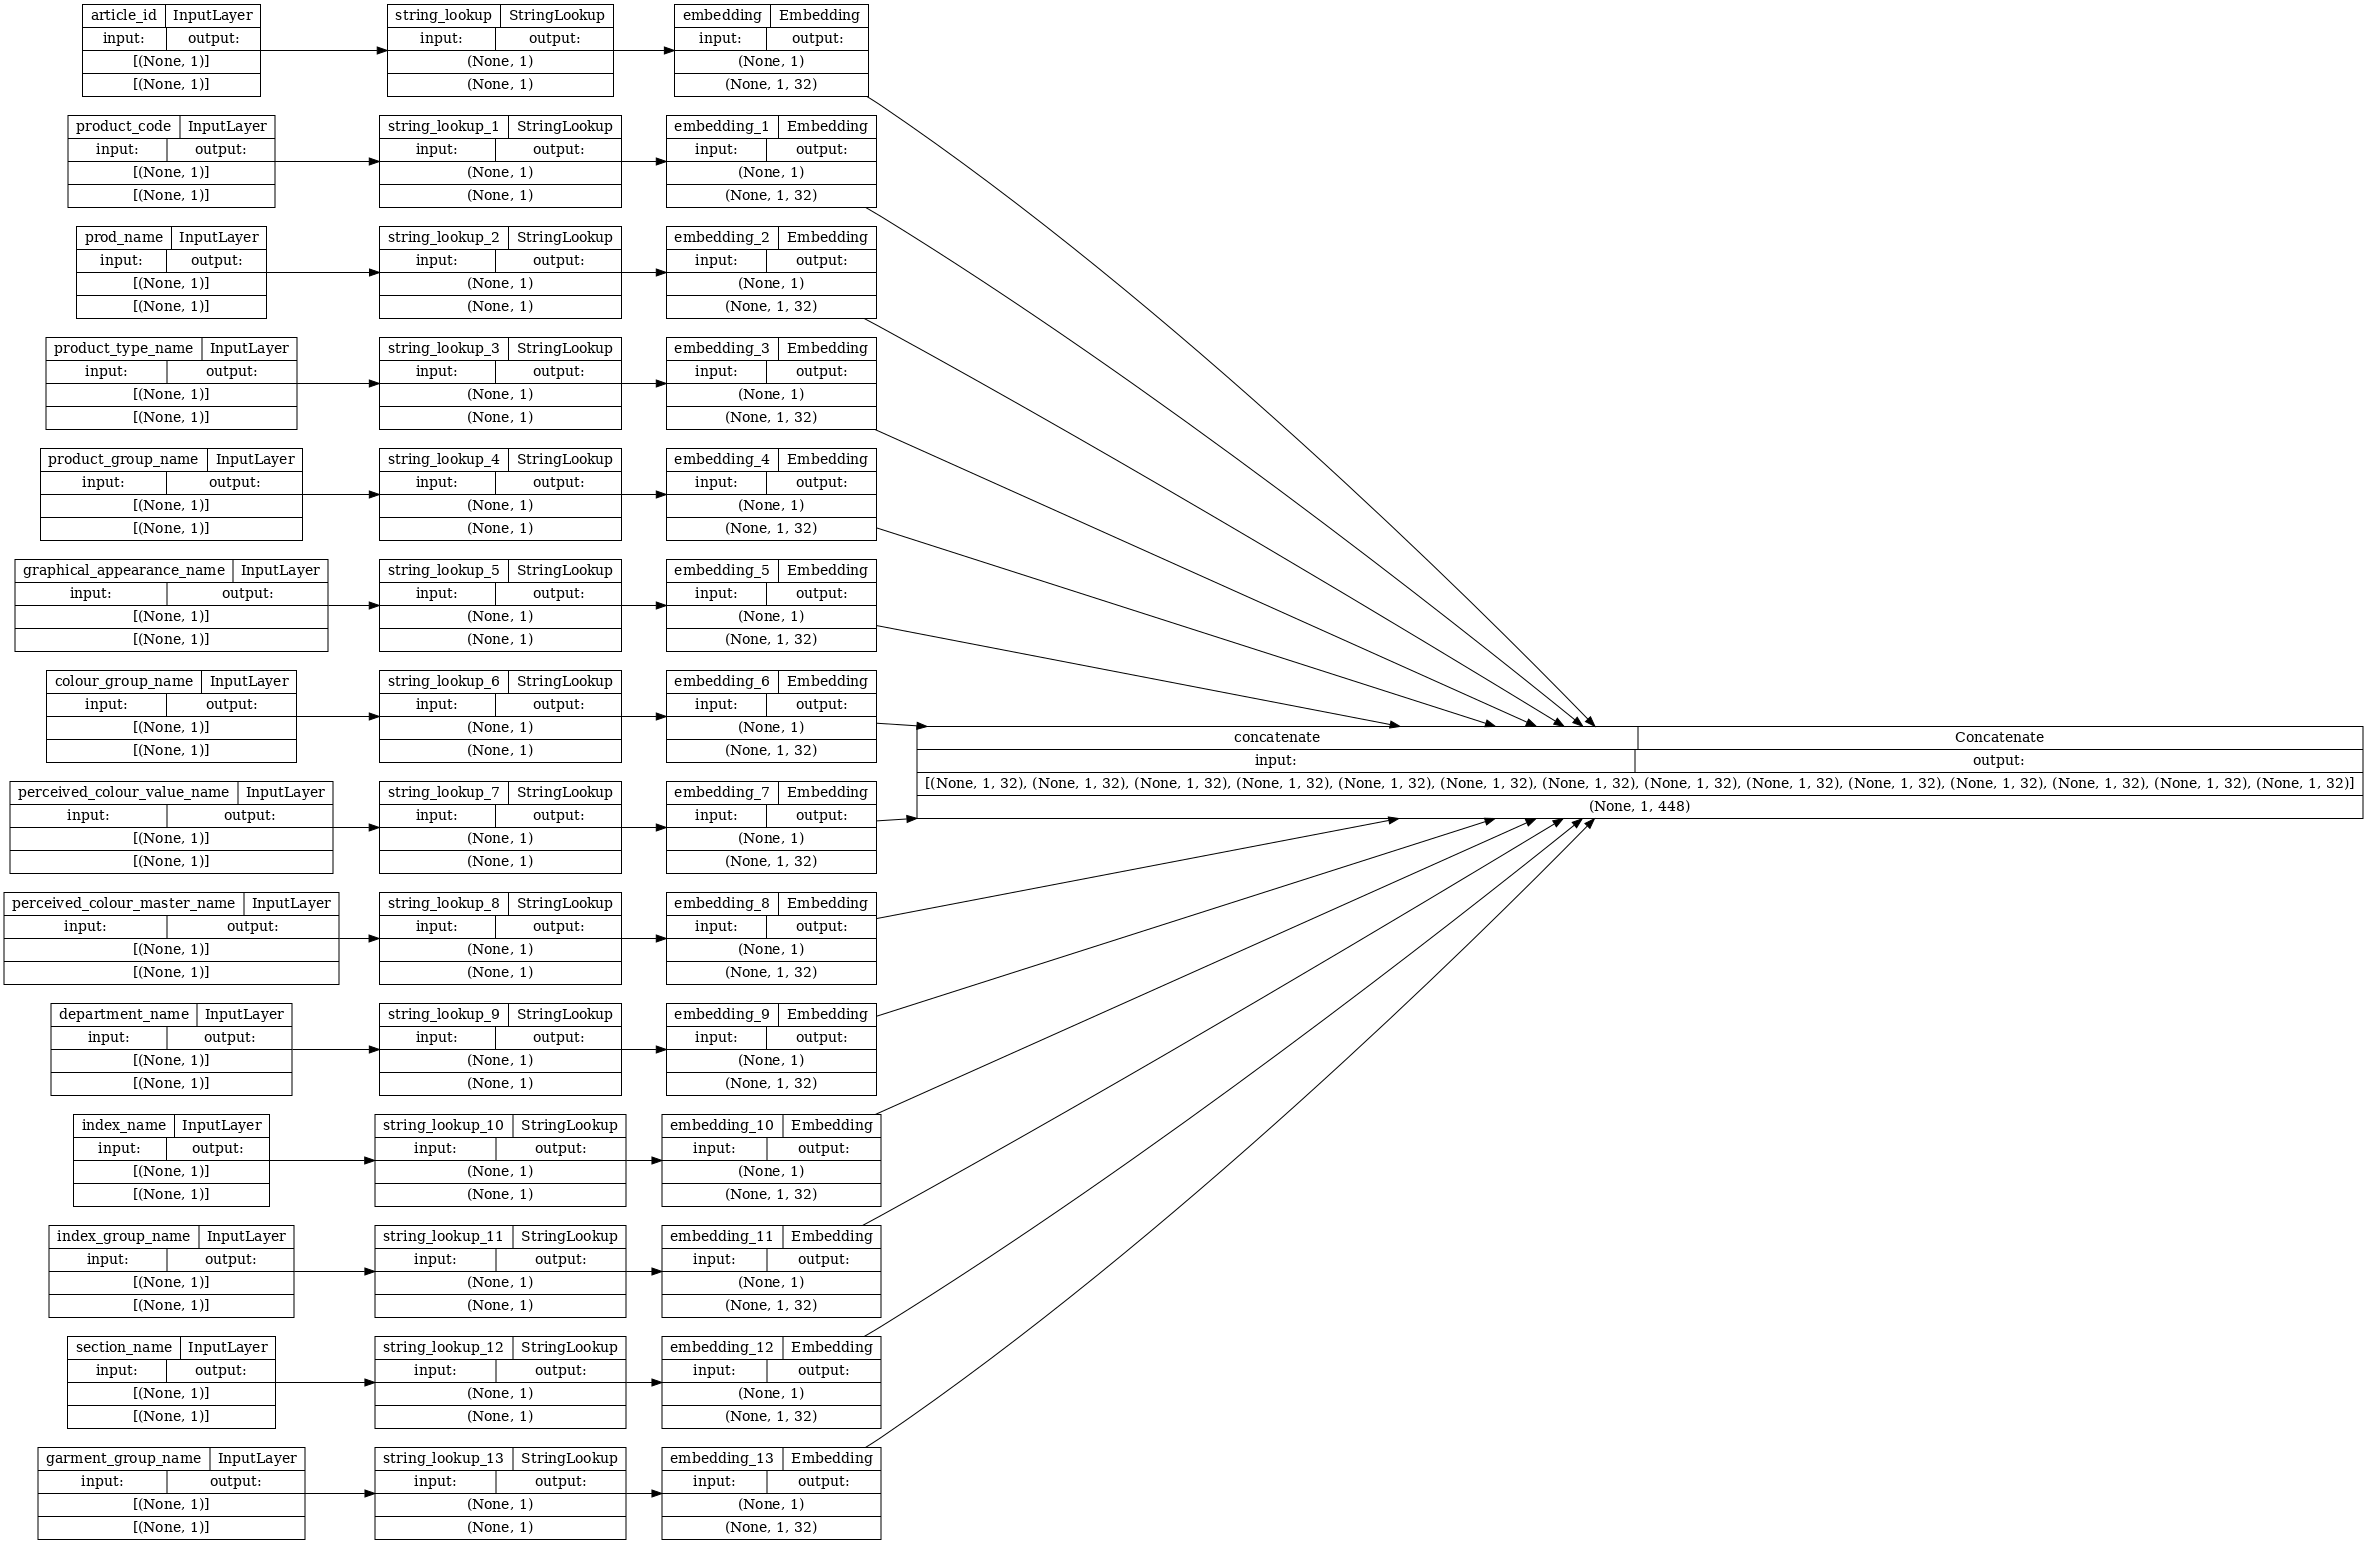 article_id InputLayer
input: output:
[(None, 1)]
[(None, 1)]
string_lookup StringLookup
input: output:
(None, 1)
(None, 1)
embedding Embedding
input: output:
(None, 1)
(None, 1, 32)
product_code InputLayer
input: output:
[(None, 1)]
[(None, 1)]
string_lookup_1 StringLookup
input: output:
(None, 1)
(None, 1)
embedding_1 Embedding
input: output:
(None, 1)
(None, 1, 32)
prod_name InputLayer
input: output:
[(None, 1)]
[(None, 1)]
string_lookup_2 StringLookup
input: output:
(None, 1)
(None, 1)
embedding_2 Embedding
input: output:
(None, 1)
(None, 1, 32)
product_type_name InputLayer
input: output:
[(None, 1)]
[(None, 1)]
string_lookup_3 StringLookup
input: output:
(None, 1)
(None, 1)
embedding_3 Embedding
input: output:
(None, 1)
(None, 1, 32)
product_group_name InputLayer
input: output:
[(None, 1)]
[(None, 1)]
string_lookup_4 StringLookup
input: output:
(None, 1)
(None, 1)
embedding_4 Embedding
input: output:
(None, 1)
(None, 1, 32)
graphical_appearance_name InputLayer
input: output:
[(None, 1)]
[(None, 1)]
string_lookup_5 StringLookup
input: output:
(None, 1)
(None, 1)
embedding_5 Embedding
input: output:
(None, 1)
(None, 1, 32)
colour_group_name InputLayer
input: output:
[(None, 1)]
[(None, 1)]
string_lookup_6 StringLookup
input: output:
(None, 1)
(None, 1)
embedding_6 Embedding
input: output:
(None, 1)
(None, 1, 32)
concatenate Concatenate
input: output:
[(None, 1, 32), (None, 1, 32), (None, 1, 32), (None, 1, 32), (None, 1, 32), (None, 1, 32), (None, 1, 32), (None, 1, 32), (None, 1, 32), (None, 1, 32), (None, 1, 32), (None, 1, 32), (None, 1, 32), (None, 1, 32)]
(None, 1, 448)
perceived_colour_value_name InputLayer
input: output:
[(None, 1)]
[(None, 1)]
string_lookup_7 StringLookup
input: output:
(None, 1)
(None, 1)
embedding_7 Embedding
input: output:
(None, 1)
(None, 1, 32)
perceived_colour_master_name InputLayer
input: output:
[(None, 1)]
[(None, 1)]
string_lookup_8 StringLookup
input: output:
(None, 1)
(None, 1)
embedding_8 Embedding
input: output:
(None, 1)
(None, 1, 32)
department_name InputLayer
input: output:
[(None, 1)]
[(None, 1)]
string_lookup_9 StringLookup
input: output:
(None, 1)
(None, 1)
embedding_9 Embedding
input: output:
(None, 1)
(None, 1, 32)
index_name InputLayer
input: output:
[(None, 1)]
[(None, 1)]
string_lookup_10 StringLookup
input: output:
(None, 1)
(None, 1)
embedding_10 Embedding
input: output:
(None, 1)
(None, 1, 32)
index_group_name InputLayer
input: output:
[(None, 1)]
[(None, 1)]
string_lookup_11 StringLookup
input: output:
(None, 1)
(None, 1)
embedding_11 Embedding
input: output:
(None, 1)
(None, 1, 32)
section_name InputLayer
input: output:
[(None, 1)]
[(None, 1)]
string_lookup_12 StringLookup
input: output:
(None, 1)
(None, 1)
embedding_12 Embedding
input: output:
(None, 1)
(None, 1, 32)
garment_group_name InputLayer
input: output:
[(None, 1)]
[(None, 1)]
string_lookup_13 StringLookup
input: output:
(None, 1)
(None, 1)
embedding_13 Embedding
input: output:
(None, 1)
(None, 1, 32)